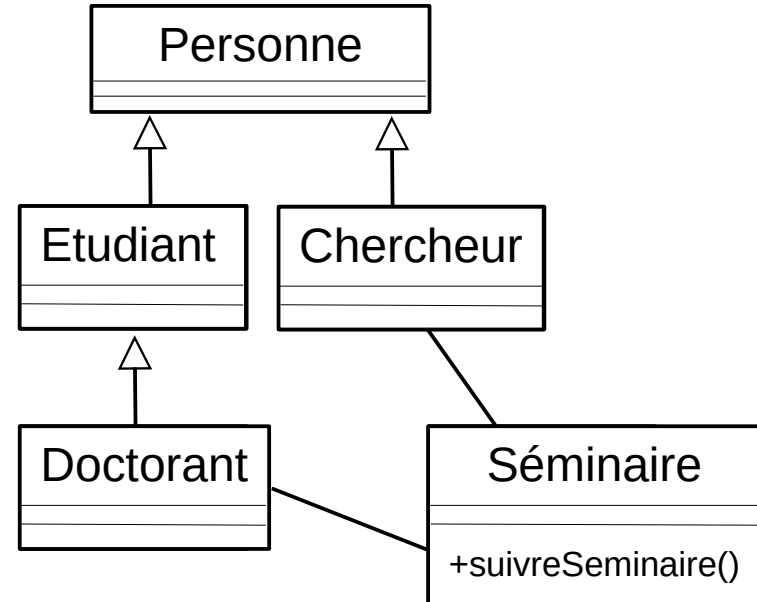 Personne
Etudiant
Chercheur
Doctorant
Séminaire
+suivreSeminaire()